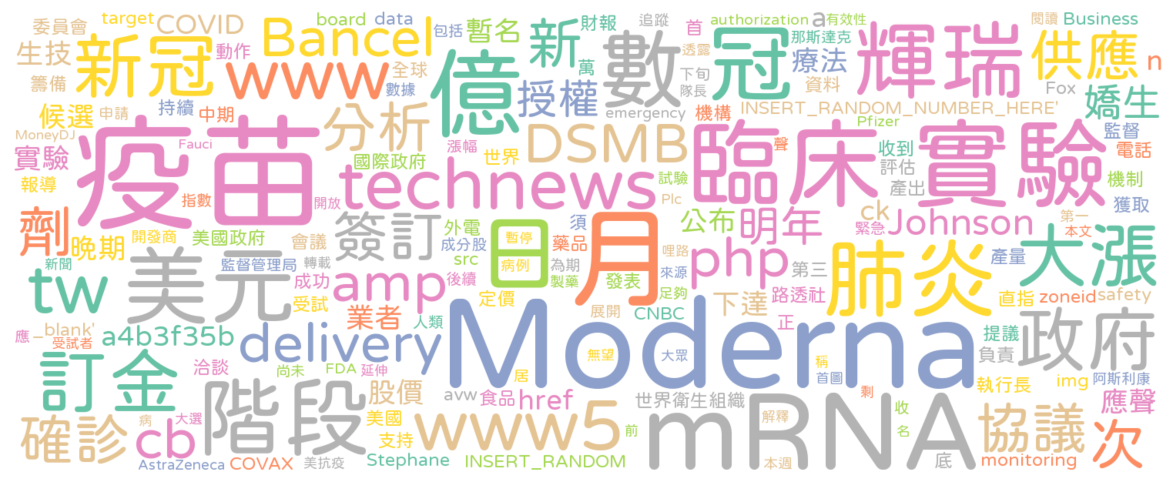 委員會 target COVID Bancel 包括 暫名 新 財報 追蹤 authorization a 有效性 閱讀 Business
生技 新冠 動作 www 全球 億 萬 數 首 冠 那斯達克 輝瑞 供應 n
籌備 board data 透露 下旬 隊長 療法 資料 Fox 嬌生
候選 申請 持續 中期 數據 授權 emergency 機構 INSERT_RANDOM_NUMBER_HERE' 監督
MoneyDJ Fauci 分析 漲幅 DSMB 聲 Pfizer 收到 電話
實驗 疫苗 國際政府 世界 試驗 臨床實驗 評估 機制
報導 指數 開放 technews Plc 產出 獲取
劑 晚期 開發商 美國政府 簽訂 外電 日 月 須 藥品 公布 明年 ck Johnson 緊急 第一 本文
新聞 監督管理局 會議 轉載 成分股 暫停 為期 哩路 來源 大漲
tw 美元 成功 amp src 病例 製藥 發表 php 第三 肺炎 產量
受試 後續 定價 足夠 路透社 直指 zoneid safety
應 blank' 受試者 a4b3f35b 業者 人類 Moderna 展開 CNBC 下達 正 提議 政府
訂金 洽談 delivery 尚未 FDA 延伸 無望 大眾 稱 首圖 負責 img 阿斯利康
階段 股價 avw 食品 href 居 世界衛生組織 剩 執行長 應聲
確診 病 大選 cb 美國 支持 www5 前 mRNA 解釋 收 名 協議 次
AstraZeneca COVAX 美抗疫 Stephane INSERT_RANDOM 本週 底 monitoring